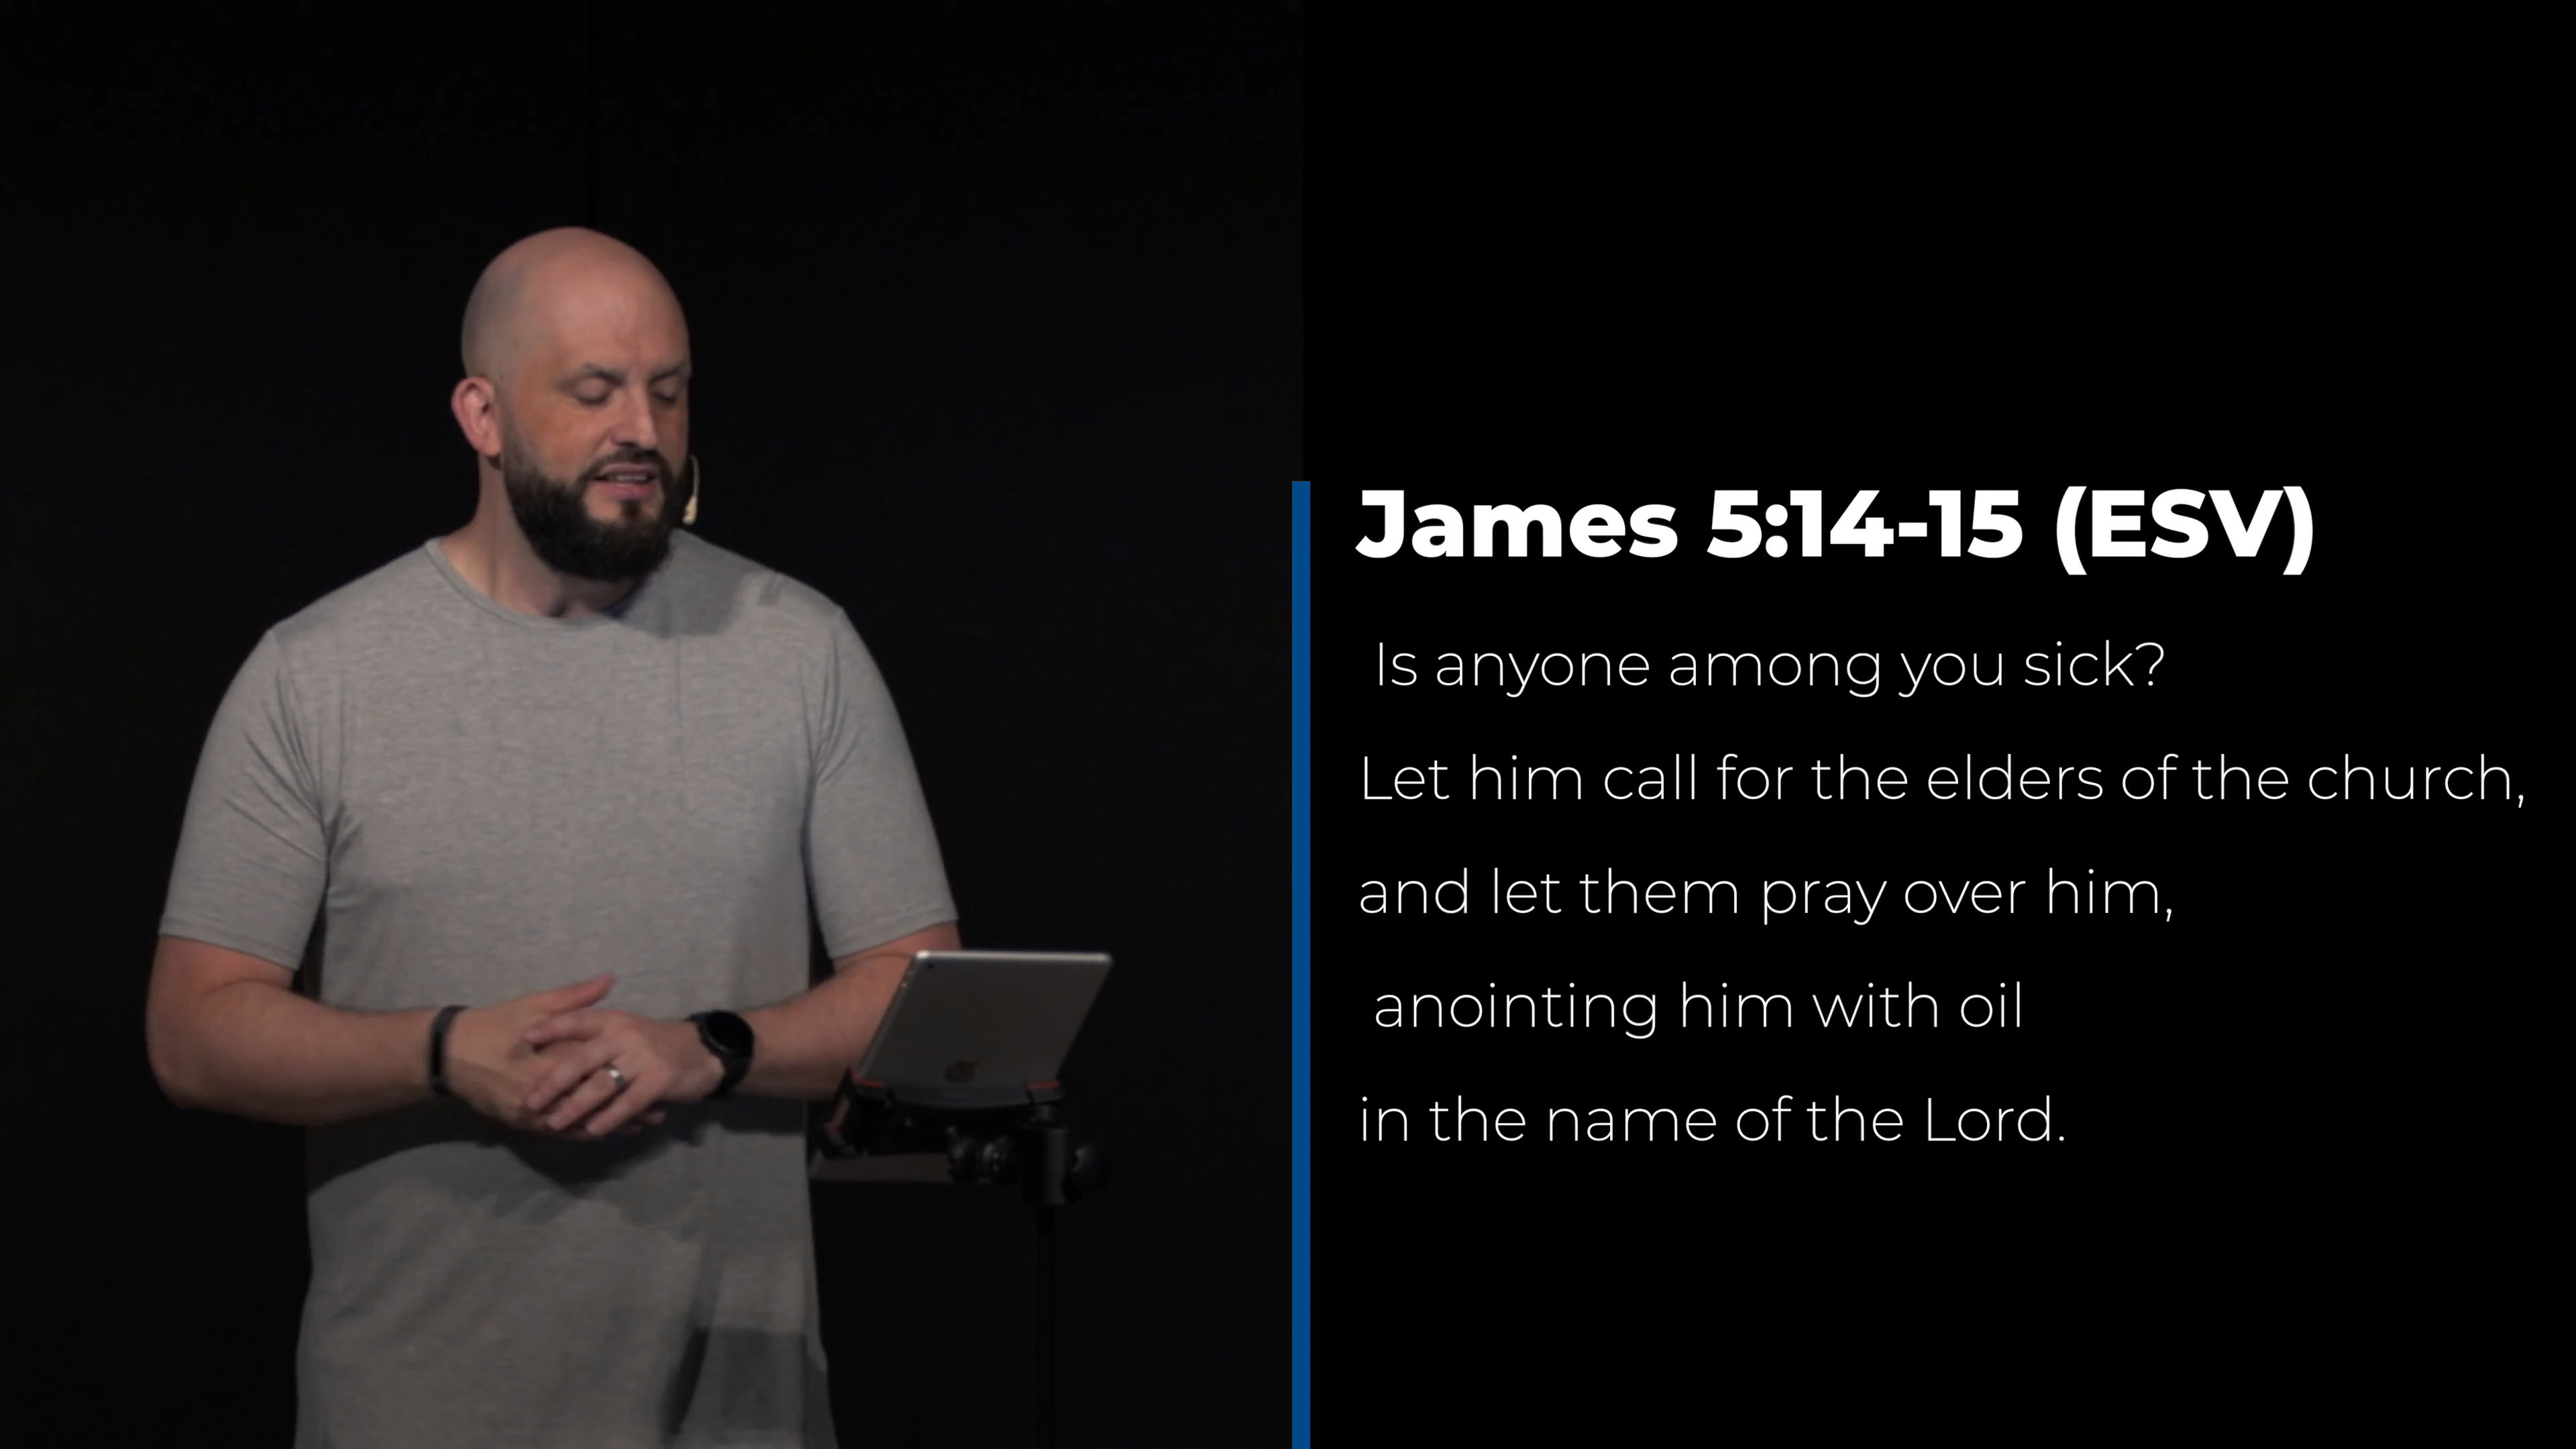 James 5:14-15 (ESV)
Is anyone among you sick?
Let him call for the elders of the church,
and let them pray over him,
anointing him with oil
in the name of the Lord.